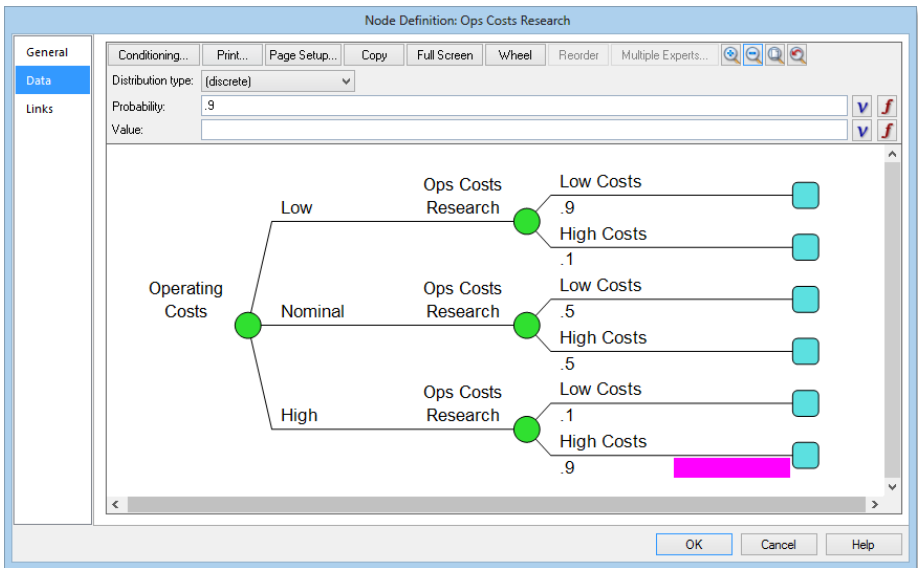 Node Definition: Ops Costs Research
General
Data
Links
Conditioning... Print... Page Setup... Copy Full Screen Wheel Reorder Multiple Experts...
Distribution type: (discrete)
Probability: .9 v f
Value: v f
Ops Costs Low Costs
Low Research .9
High Costs
.1
Operating Ops Costs Low Costs
Costs Nominal Research .5
High Costs
.5
Ops Costs Low Costs
High Research .1
High Costs
.9
OK Cancel Help